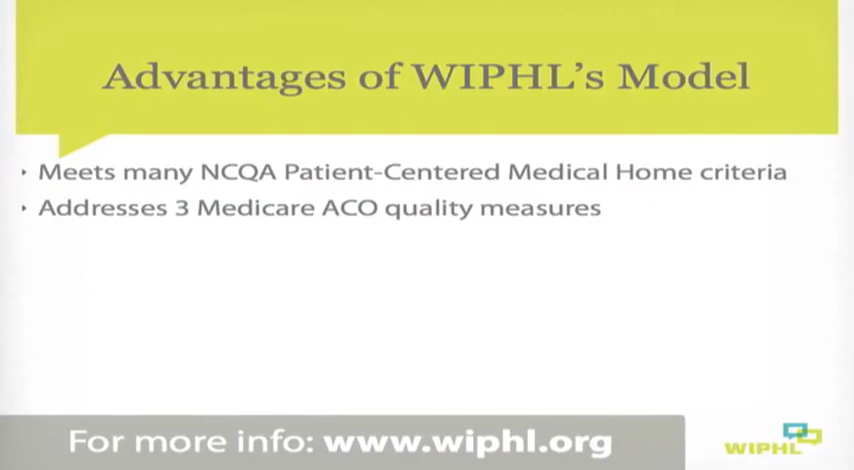 Advantages of WIPHL's Model
‣ Meets many NCQA Patient-Centered Medical Home criteria
‣ Addresses 3 Medicare ACO quality measures
For more info: www.wiphl.org
WIPHL